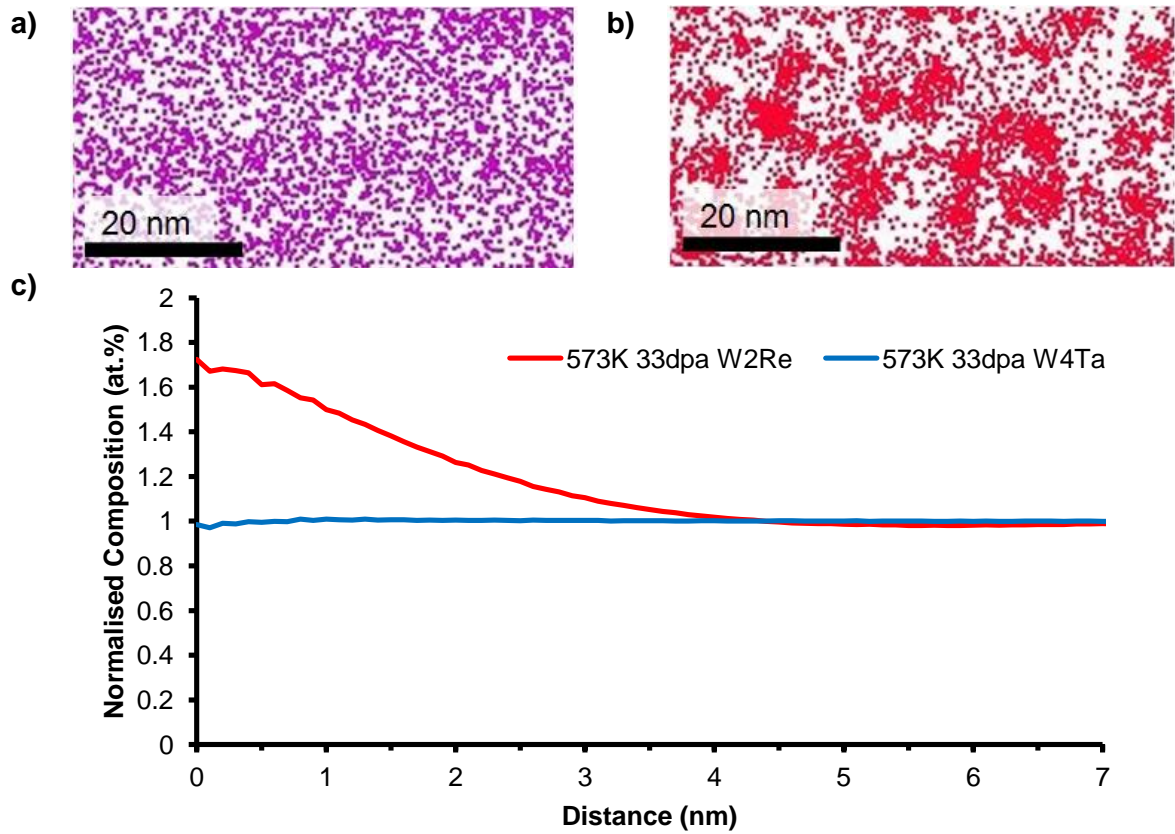 a)
b)
20 nm
20 nm
c)
2
1.8
1.6
1.4
1.2
1
0.8
0.6
0.4
0.2
0
Normalised Composition (at.%)
573K 33dpa W2Re
573K 33dpa W4Ta
0 1 2 3 4 5 6 7
Distance (nm)